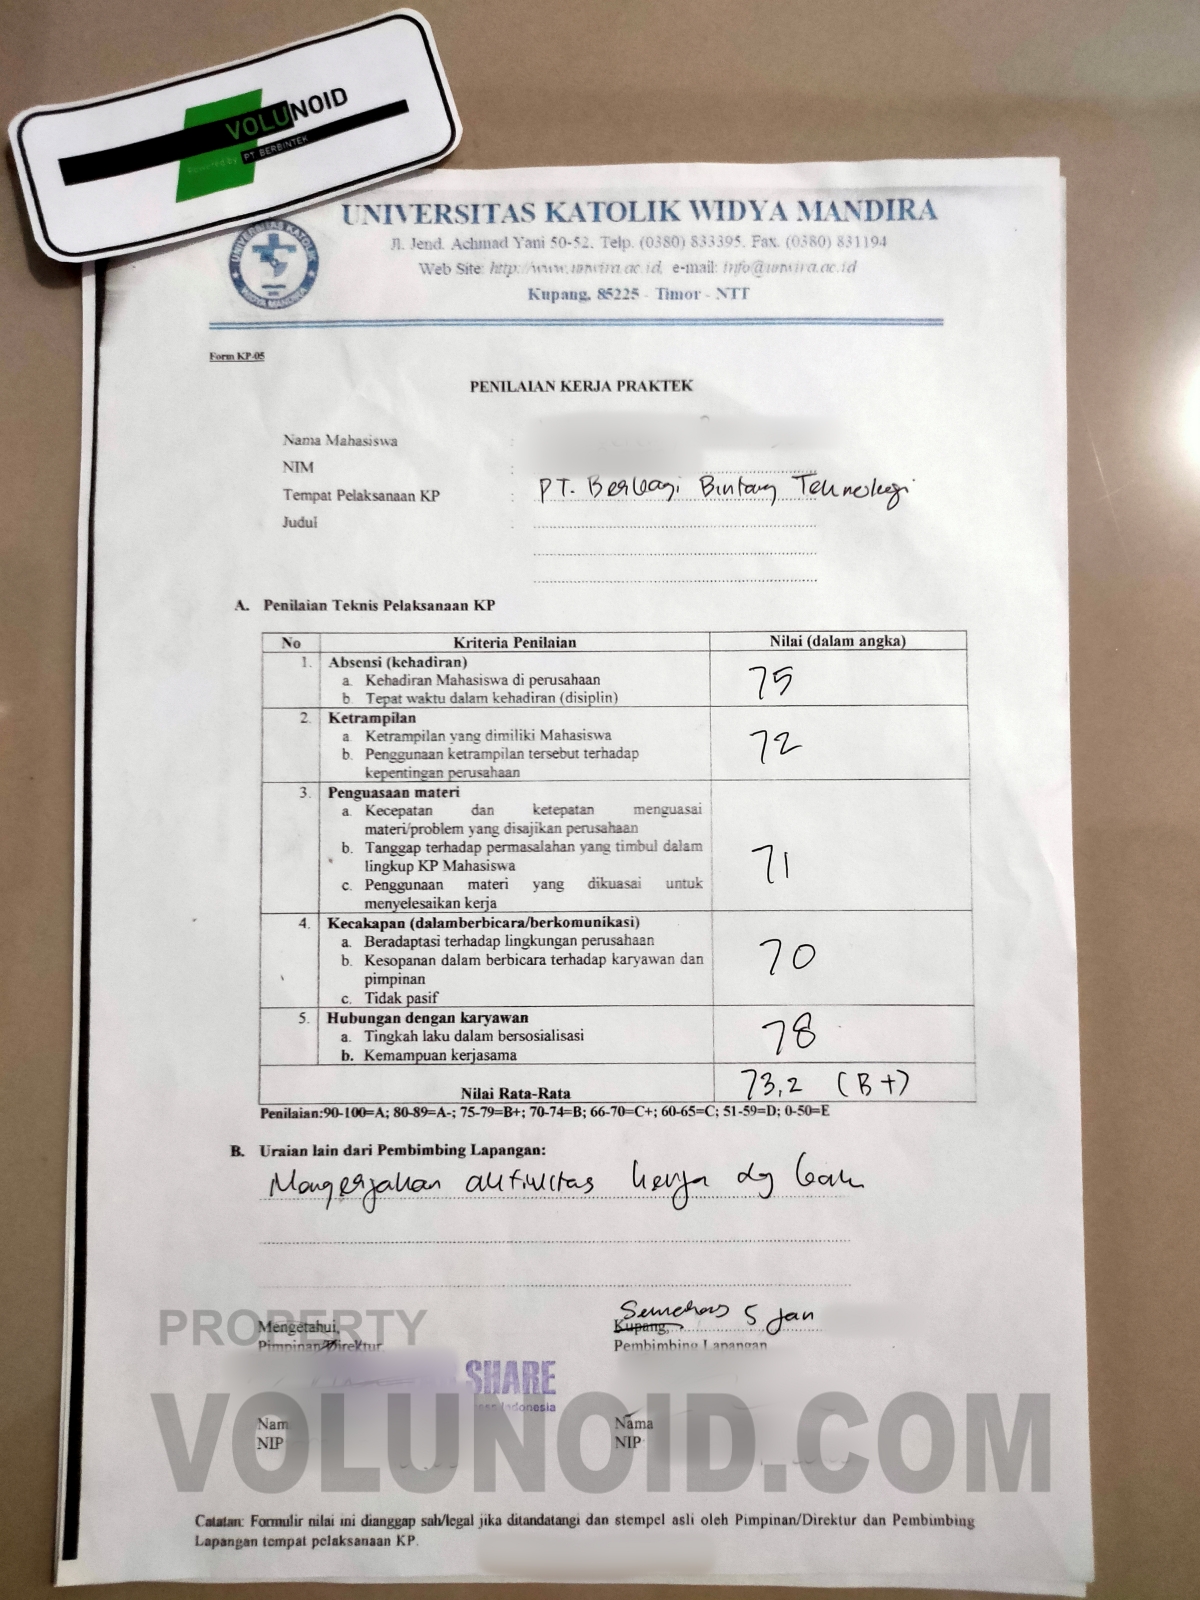 VOLUNOID
Powered by PT BERBINTEK
UNIVERSITAS KATOLIK WIDYA MANDIRA
Jl. Jend. Achmad Yani 50-52. Telp. (0380) 833395. Fax. (0380) 831194
Web Site: http://www.unwira.ac.id, e-mail: info@unwira.ac.id
Kupang, 85225 - Timor - NTT
UNIVERSITAS KATOLIK
WIDYA MANDIRA
Form KP-05
PENILAIAN KERJA PRAKTEK
Nama Mahasiswa :
NIM :
Tempat Pelaksanaan KP : PT. Berbagi Bintang Teknologi
Judul :
A. Penilaian Teknis Pelaksanaan KP
No Kriteria Penilaian Nilai (dalam angka)
1. Absensi (kehadiran)
a. Kehadiran Mahasiswa di perusahaan 75
b. Tepat waktu dalam kehadiran (disiplin)
2. Ketrampilan
a. Ketrampilan yang dimiliki Mahasiswa 72
b. Penggunaan ketrampilan tersebut terhadap
kepentingan perusahaan
3. Penguasaan materi
a. Kecepatan dan ketepatan menguasai
materi/problem yang disajikan perusahaan
b. Tanggap terhadap permasalahan yang timbul dalam
lingkup KP Mahasiswa 71
c. Penggunaan materi yang dikuasai untuk
menyelesaikan kerja
4. Kecakapan (dalamberbicara/berkomunikasi)
a. Beradaptasi terhadap lingkungan perusahaan
b. Kesopanan dalam berbicara terhadap karyawan dan 70
pimpinan
c. Tidak pasif
5. Hubungan dengan karyawan
a. Tingkah laku dalam bersosialisasi 78
b. Kemampuan kerjasama
Nilai Rata-Rata 73,2 (B+)
Penilaian:90-100=A; 80-89=A-; 75-79=B+; 70-74=B; 66-70=C+; 60-65=C; 51-59=D; 0-50=E
B. Uraian lain dari Pembimbing Lapangan:
Mengerjakan aktivitas kerja dg baik
PROPERTY
Mengetahui, Kupang, 5 Jan
Pimpinan/Direktur Pembimbing Lapangan
SHARE
Indonesia
VOLUNOID.COM
Nam Nama
NIP NIP
Catatan: Formulir nilai ini dianggap sah/legal jika ditandatangi dan stempel asli oleh Pimpinan/Direktur dan Pembimbing
Lapangan tempat pelaksanaan KP.